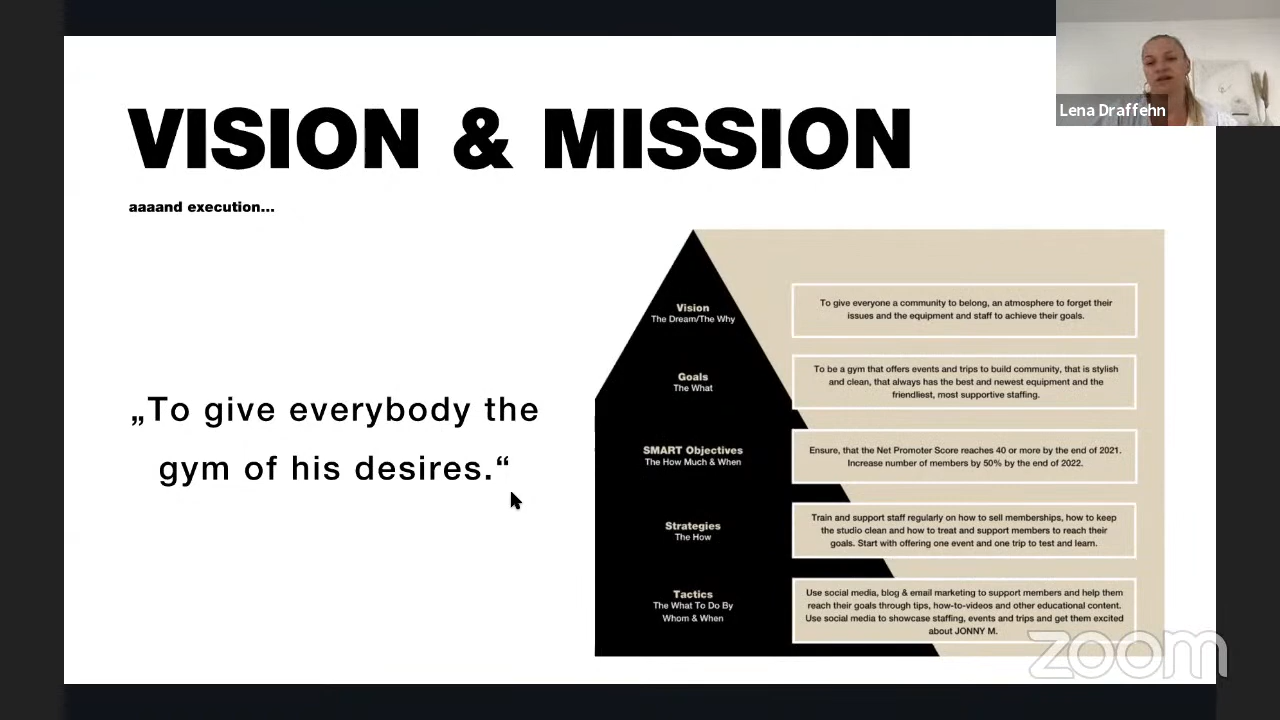 Lena Draffehn
VISION & MISSION
aaaand execution...
„To give everybody the
gym of his desires.“
Vision
The Dream/The Why
To give everyone a community to belong, an atmosphere to forget their
issues and the equipment and staff to achieve their goals.
Goals
The What
To be a gym that offers events and trips to build community, that is stylish
and clean, that always has the best and newest equipment and the
friendliest, most supportive staffing.
SMART Objectives
The How Much & When
Ensure, that the Net Promoter Score reaches 40 or more by the end of 2021.
Increase number of members by 50% by the end of 2022.
Strategies
The How
Train and support staff regularly on how to sell memberships, how to keep
the studio clean and how to treat and support members to reach their
goals. Start with offering one event and one trip to test and learn.
Tactics
The What To Do By
Whom & When
Use social media, blog & email marketing to support members and help them
reach their goals through tips, how-to-videos and other educational content.
Use social media to showcase staffing, events and trips and get them excited
about JONNY M.
zoom